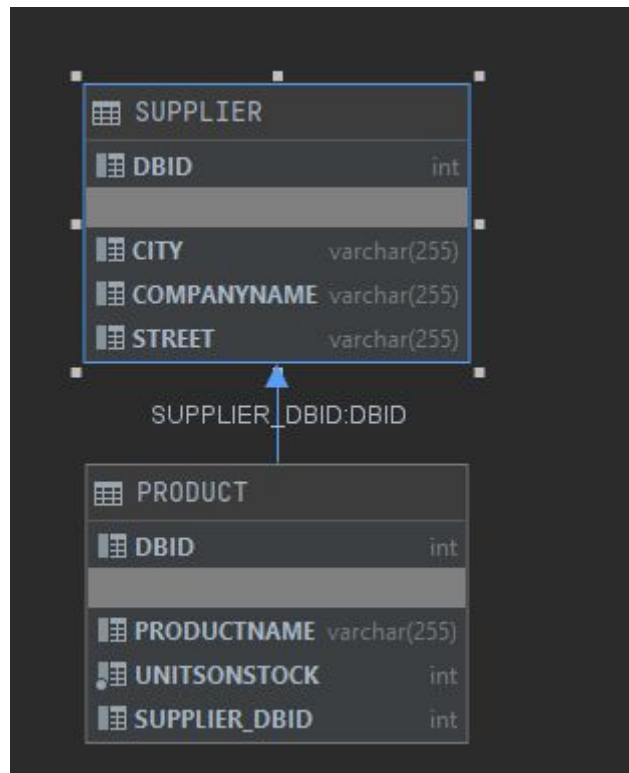 SUPPLIER
DBID int
CITY varchar(255)
COMPANYNAME varchar(255)
STREET varchar(255)
SUPPLIER_DBID:DBID
PRODUCT
DBID int
PRODUCTNAME varchar(255)
UNITSONSTOCK int
SUPPLIER_DBID int